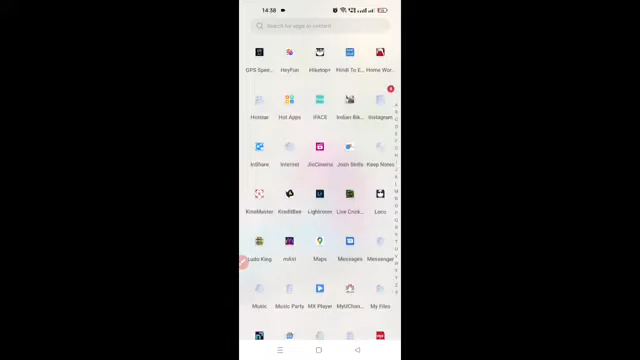 14:38
Search for apps or content
GPS Spee... HeyFun Hiketop+ Hindi To E... Home Wor...
Hotstar Hot Apps IFACE Indian Bik... Instagram
InShare Internet JioCinema Josh Skills Keep Notes
KineMaster KreditBee Lightroom Live Crick... Loco
Ludo King mAst Maps Messages Messenger
Music Music Party MX Player MyUChan... My Files